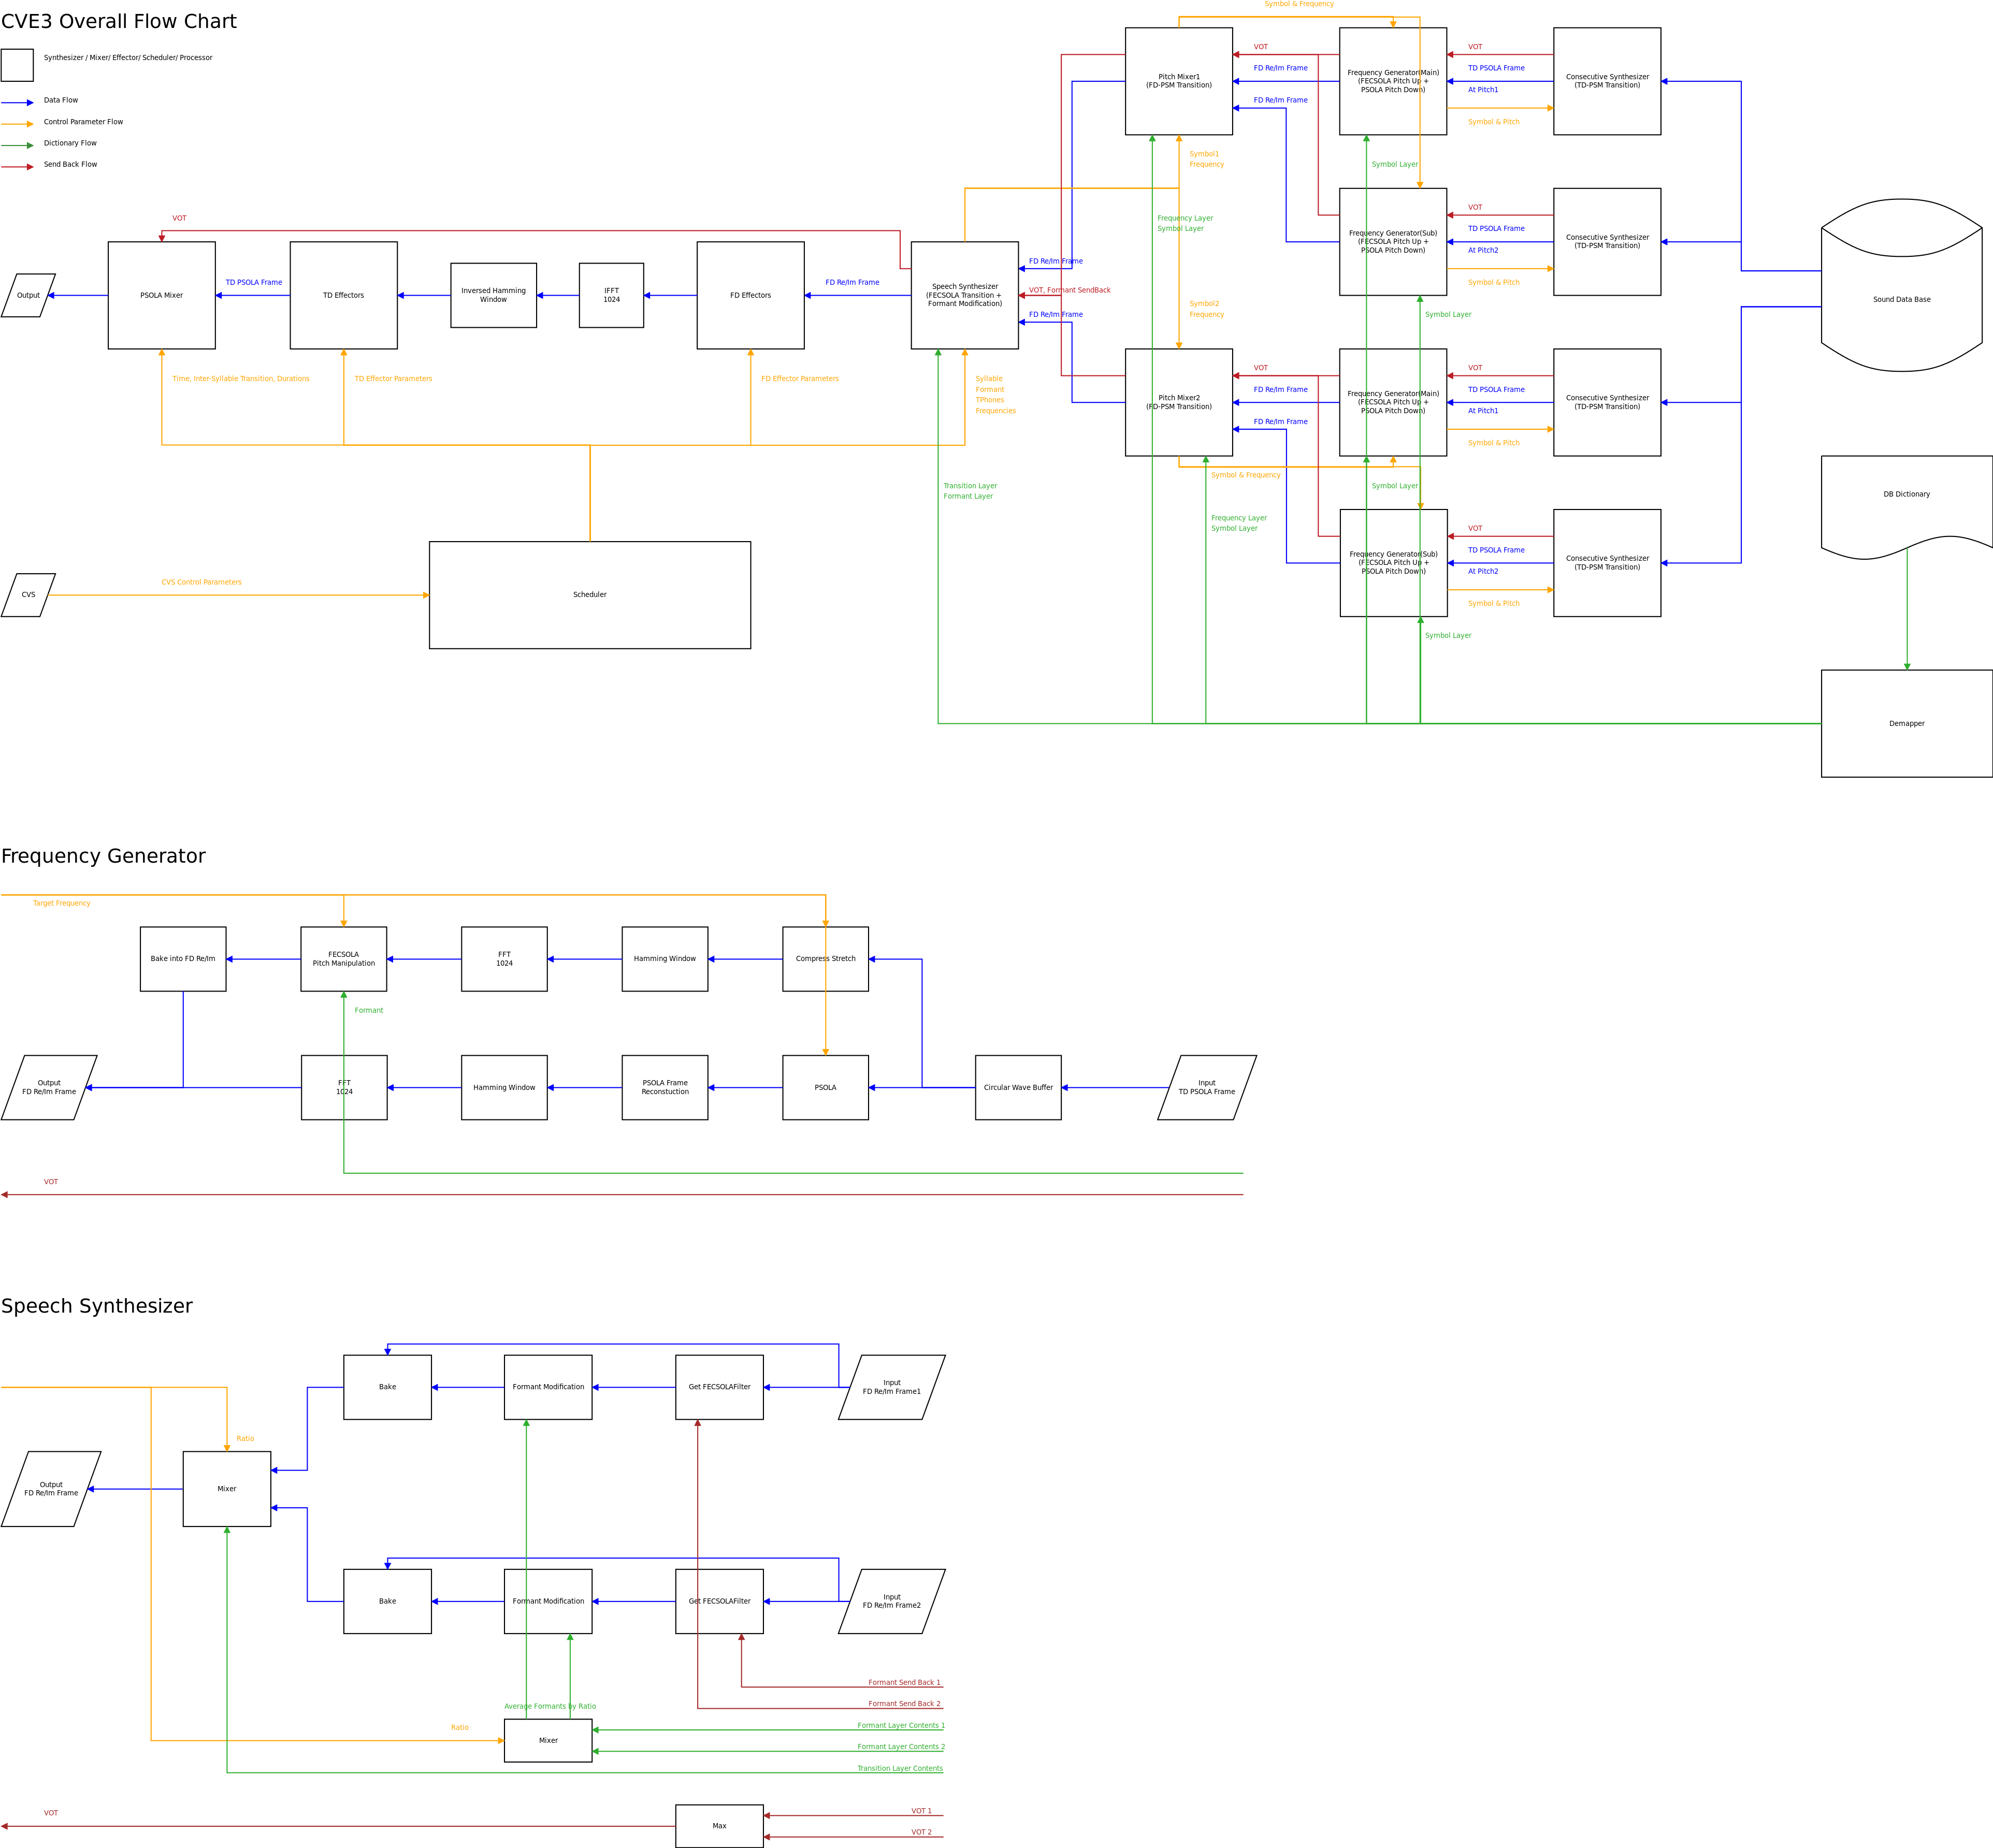 CVE3 Overall Flow Chart
Synthesizer / Mixer/ Effector/ Scheduler/ Processor
Data Flow
Control Parameter Flow
Dictionary Flow
Send Back Flow
Symbol & Frequency
Pitch Mixer1
(FD-PSM Transition)
VOT
FD Re/Im Frame
FD Re/Im Frame
Frequency Generator(Main)
(FECSOLA Pitch Up +
PSOLA Pitch Down)
VOT
TD PSOLA Frame
At Pitch1
Symbol & Pitch
Consecutive Synthesizer
(TD-PSM Transition)
Symbol1
Frequency
Symbol Layer
Frequency Layer
Symbol Layer
Frequency Generator(Sub)
(FECSOLA Pitch Up +
PSOLA Pitch Down)
VOT
TD PSOLA Frame
At Pitch2
Symbol & Pitch
Consecutive Synthesizer
(TD-PSM Transition)
Sound Data Base
VOT
Output
PSOLA Mixer
TD PSOLA Frame
TD Effectors
Inversed Hamming
Window
IFFT
1024
FD Effectors
FD Re/Im Frame
Speech Synthesizer
(FECSOLA Transition +
Formant Modification)
FD Re/Im Frame
VOT, Formant SendBack
FD Re/Im Frame
Symbol2
Frequency
Symbol Layer
Time, Inter-Syllable Transition, Durations
TD Effector Parameters
FD Effector Parameters
Syllable
Formant
TPhones
Frequencies
Pitch Mixer2
(FD-PSM Transition)
VOT
FD Re/Im Frame
FD Re/Im Frame
Frequency Generator(Main)
(FECSOLA Pitch Up +
PSOLA Pitch Down)
VOT
TD PSOLA Frame
At Pitch1
Symbol & Pitch
Consecutive Synthesizer
(TD-PSM Transition)
Symbol & Frequency
Transition Layer
Formant Layer
Symbol Layer
Frequency Layer
Symbol Layer
DB Dictionary
Frequency Generator(Sub)
(FECSOLA Pitch Up +
PSOLA Pitch Down)
VOT
TD PSOLA Frame
At Pitch2
Symbol & Pitch
Consecutive Synthesizer
(TD-PSM Transition)
Symbol Layer
CVS
CVS Control Parameters
Scheduler
Demapper
Frequency Generator
Target Frequency
Bake into FD Re/Im
FECSOLA
Pitch Manipulation
FFT
1024
Hamming Window
Compress Stretch
Formant
Output
FD Re/Im Frame
FFT
1024
Hamming Window
PSOLA Frame
Reconstuction
PSOLA
Circular Wave Buffer
Input
TD PSOLA Frame
VOT
Speech Synthesizer
Bake
Formant Modification
Get FECSOLAFilter
Input
FD Re/Im Frame1
Ratio
Output
FD Re/Im Frame
Mixer
Bake
Formant Modification
Get FECSOLAFilter
Input
FD Re/Im Frame2
Formant Send Back 1
Formant Send Back 2
Average Formants by Ratio
Ratio
Mixer
Formant Layer Contents 1
Formant Layer Contents 2
Transition Layer Contents
VOT
Max
VOT 1
VOT 2